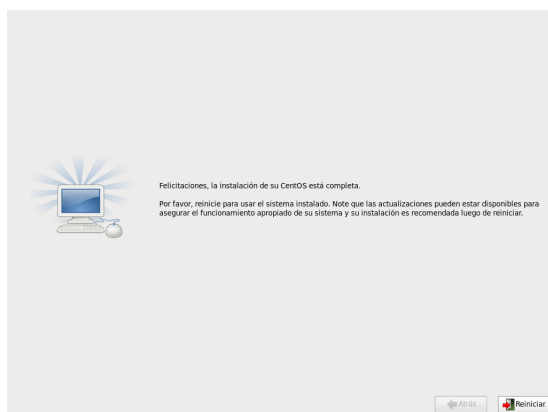 Felicitaciones, la instalación de su CentOS está completa.
Por favor, reinicie para usar el sistema instalado. Note que las actualizaciones pueden estar disponibles para
asegurar el funcionamiento apropiado de su sistema y su instalación es recomendada luego de reiniciar.
Atrás
Reiniciar